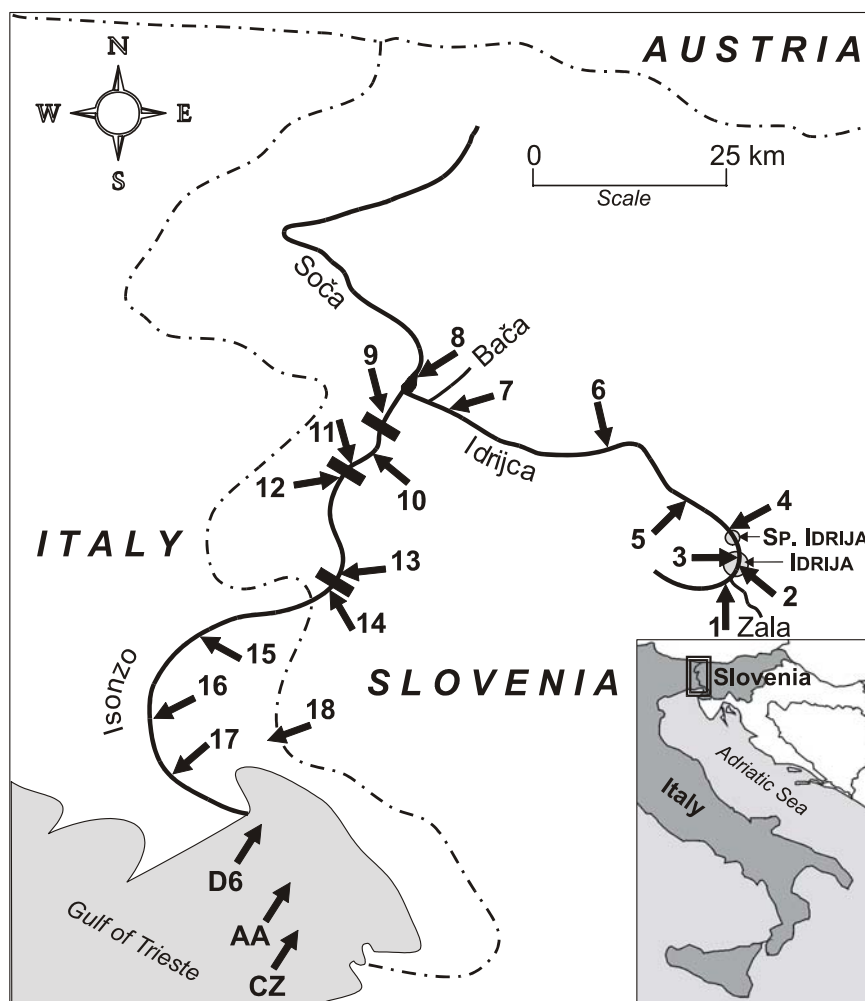 AUSTRIA
N
W E
S
0 25 km
Scale
Soča
8
Bača
9
7
6
11
Idrijca
12
10
4
5
SP. IDRIJA
ITALY
3
IDRIJA
13
2
14
1
Zala
15
SLOVENIA
Isonzo
16
18
17
Slovenia
Adriatic Sea
Italy
D6
Gulf of Trieste
AA
CZ